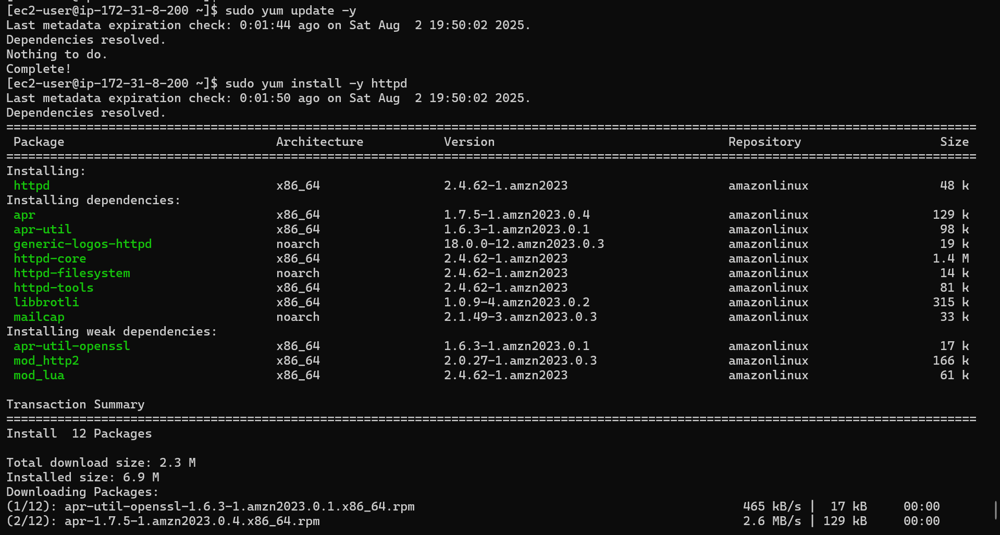 [ec2-user@ip-172-31-8-200 ~]$ sudo yum update -y
Last metadata expiration check: 0:01:44 ago on Sat Aug  2 19:50:02 2025.
Dependencies resolved.
Nothing to do.
Complete!
[ec2-user@ip-172-31-8-200 ~]$ sudo yum install -y httpd
Last metadata expiration check: 0:01:50 ago on Sat Aug  2 19:50:02 2025.
Dependencies resolved.
=====================================================================================================================================
 Package                             Architecture           Version                                Repository                   Size
=====================================================================================================================================
Installing:
 httpd                               x86_64                 2.4.62-1.amzn2023                      amazonlinux                  48 k
Installing dependencies:
 apr                                 x86_64                 1.7.5-1.amzn2023.0.4                   amazonlinux                 129 k
 apr-util                            x86_64                 1.6.3-1.amzn2023.0.1                   amazonlinux                  98 k
 generic-logos-httpd                 noarch                 18.0.0-12.amzn2023.0.3                 amazonlinux                  19 k
 httpd-core                          x86_64                 2.4.62-1.amzn2023                      amazonlinux                 1.4 M
 httpd-filesystem                    noarch                 2.4.62-1.amzn2023                      amazonlinux                  14 k
 httpd-tools                         x86_64                 2.4.62-1.amzn2023                      amazonlinux                  81 k
 libbrotli                           x86_64                 1.0.9-4.amzn2023.0.2                   amazonlinux                 315 k
 mailcap                             noarch                 2.1.49-3.amzn2023.0.3                  amazonlinux                  33 k
Installing weak dependencies:
 apr-util-openssl                    x86_64                 1.6.3-1.amzn2023.0.1                   amazonlinux                  17 k
 mod_http2                           x86_64                 2.0.27-1.amzn2023.0.3                  amazonlinux                 166 k
 mod_lua                             x86_64                 2.4.62-1.amzn2023                      amazonlinux                  61 k
Transaction Summary
=====================================================================================================================================
Install  12 Packages
Total download size: 2.3 M
Installed size: 6.9 M
Downloading Packages:
(1/12): apr-util-openssl-1.6.3-1.amzn2023.0.1.x86_64.rpm                                             465 kB/s |  17 kB     00:00
(2/12): apr-1.7.5-1.amzn2023.0.4.x86_64.rpm                                                          2.6 MB/s | 129 kB     00:00